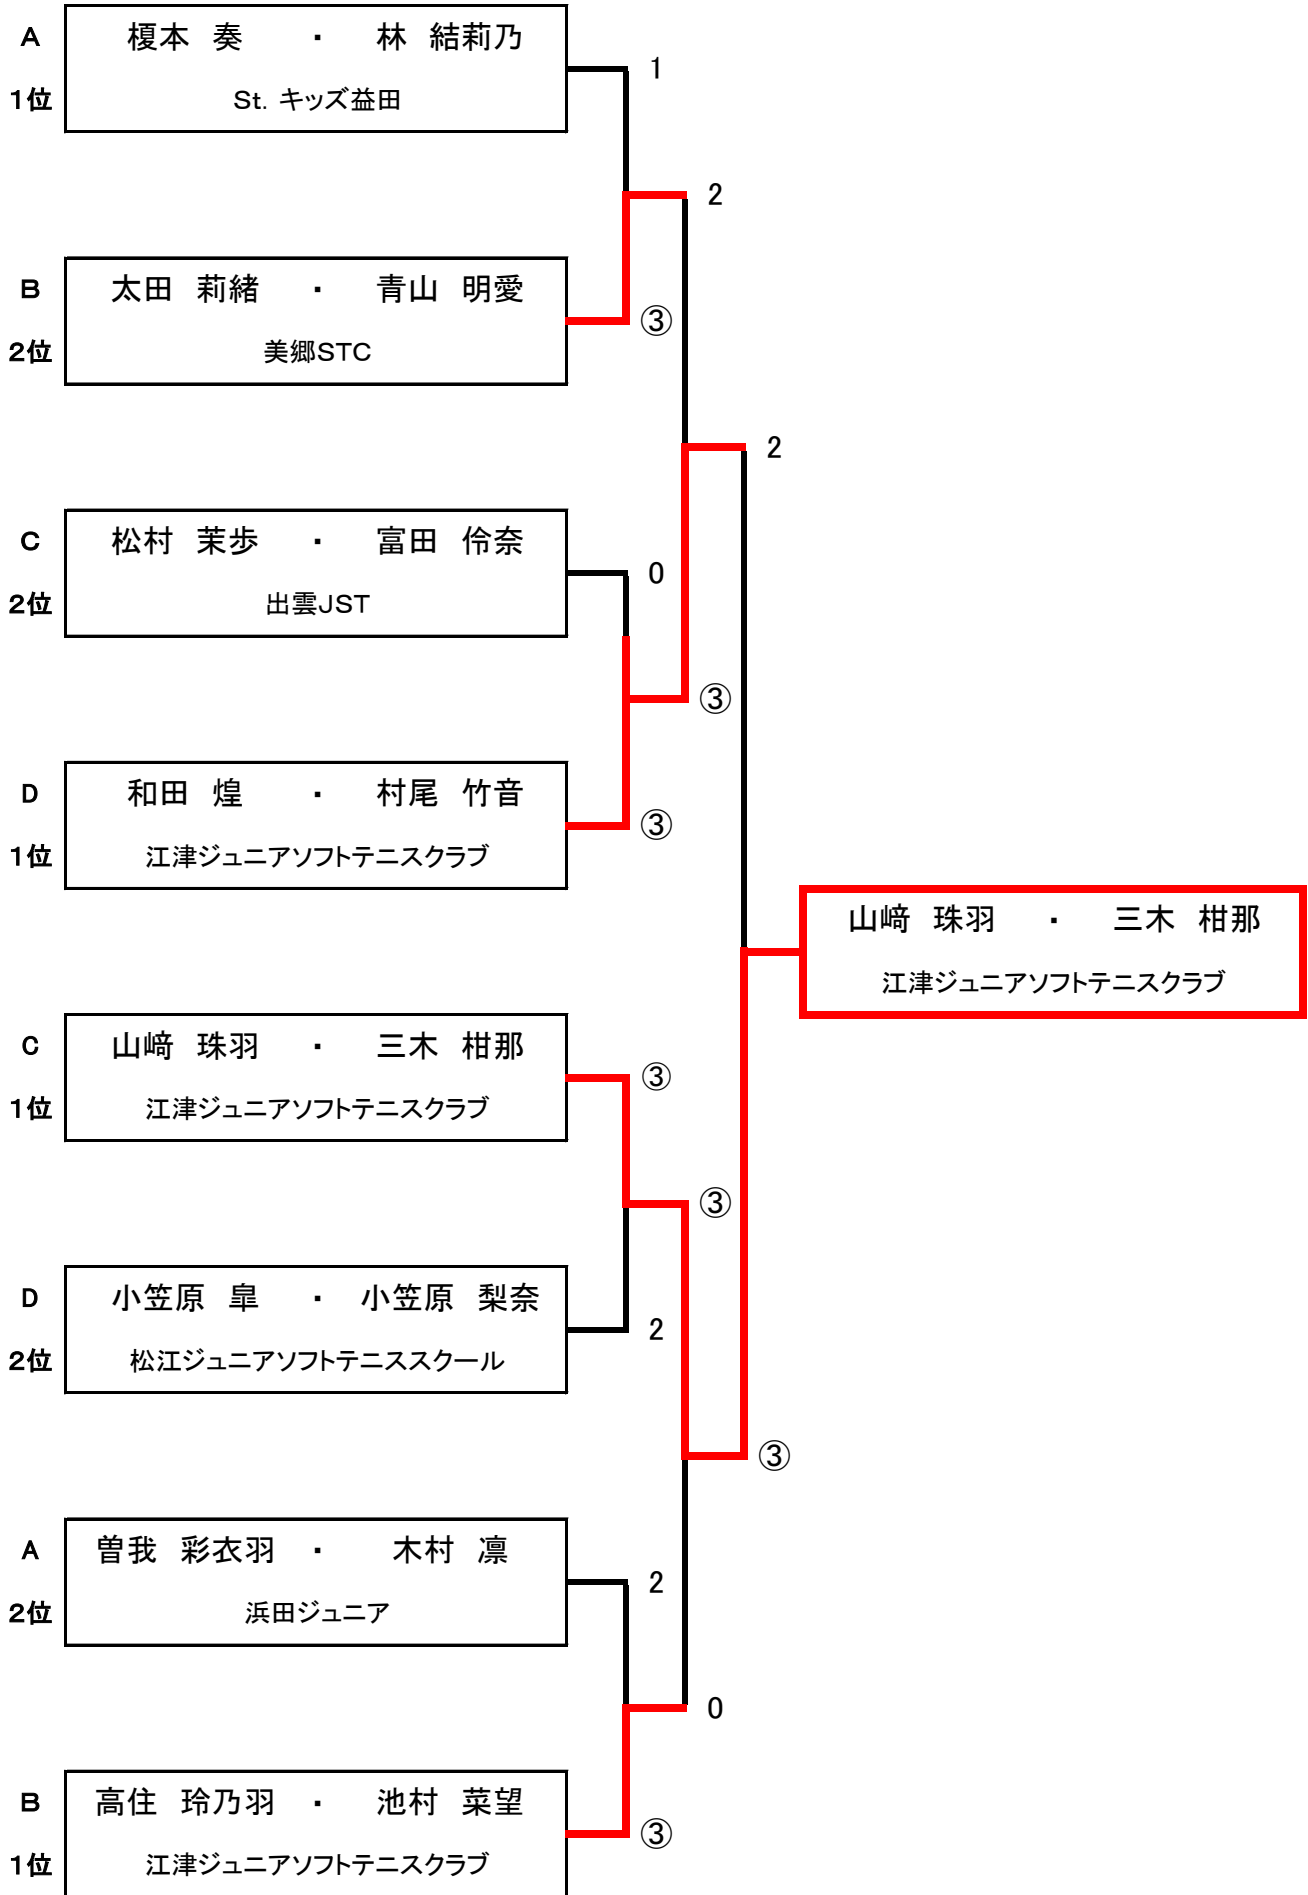 A 榎本　奏　・　林　結莉乃 1
1位 St. キッズ益田
2
B 太田　莉緒　・　青山　明愛 ③
2位 美郷STC
2
C 松村　茉歩　・　富田　伶奈 0
2位 出雲JST
③
D 和田　煌　・　村尾　竹音 ③
1位 江津ジュニアソフトテニスクラブ
山﨑　珠羽　・　三木　柑那
江津ジュニアソフトテニスクラブ
C 山﨑　珠羽　・　三木　柑那 ③
1位 江津ジュニアソフトテニスクラブ
③
D 小笠原　皐　・　小笠原　梨奈 2
2位 松江ジュニアソフトテニススクール
③
A 曽我　彩衣羽　・　木村　凛 2
2位 浜田ジュニア
0
B 高住　玲乃羽　・　池村　菜望 ③
1位 江津ジュニアソフトテニスクラブ